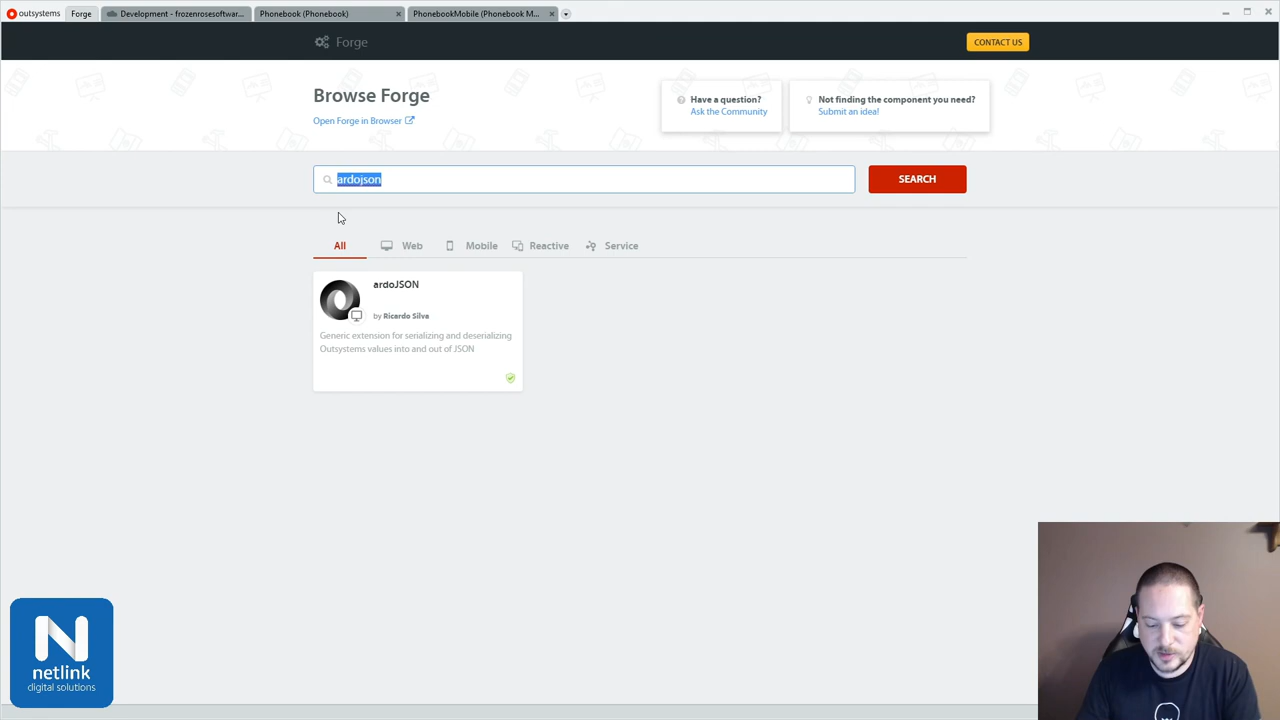 outsystems Forge Development - frozenrosesoftwar... Phonebook (Phonebook) PhonebookMobile (Phonebook M...
Forge
CONTACT US
Browse Forge
Open Forge in Browser
Have a question?
Ask the Community
Not finding the component you need?
Submit an idea!
ardojson
SEARCH
All Web Mobile Reactive Service
ardoJSON
by Ricardo Silva
Generic extension for serializing and deserializing
Outsystems values into and out of JSON
N
netlink
digital solutions